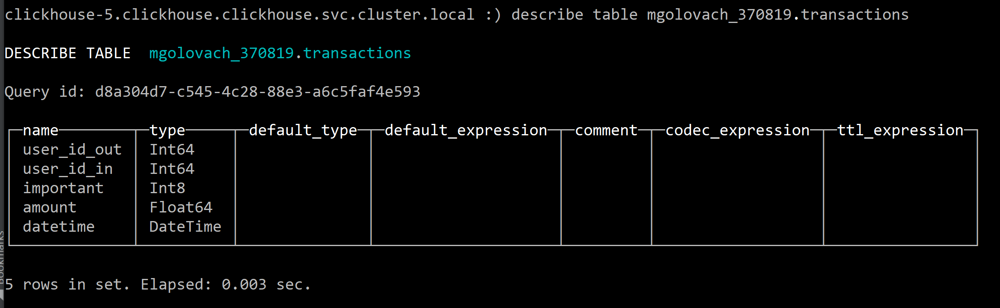 clickhouse-5.clickhouse.clickhouse.svc.cluster.local :) describe table mgolovach_370819.transactions
DESCRIBE TABLE mgolovach_370819.transactions
Query id: d8a304d7-c545-4c28-88e3-a6c5faf4e593
name type default_type default_expression comment codec_expression ttl_expression
user_id_out Int64
user_id_in Int64
important Int8
amount Float64
datetime DateTime
5 rows in set. Elapsed: 0.003 sec.
Bookmarks